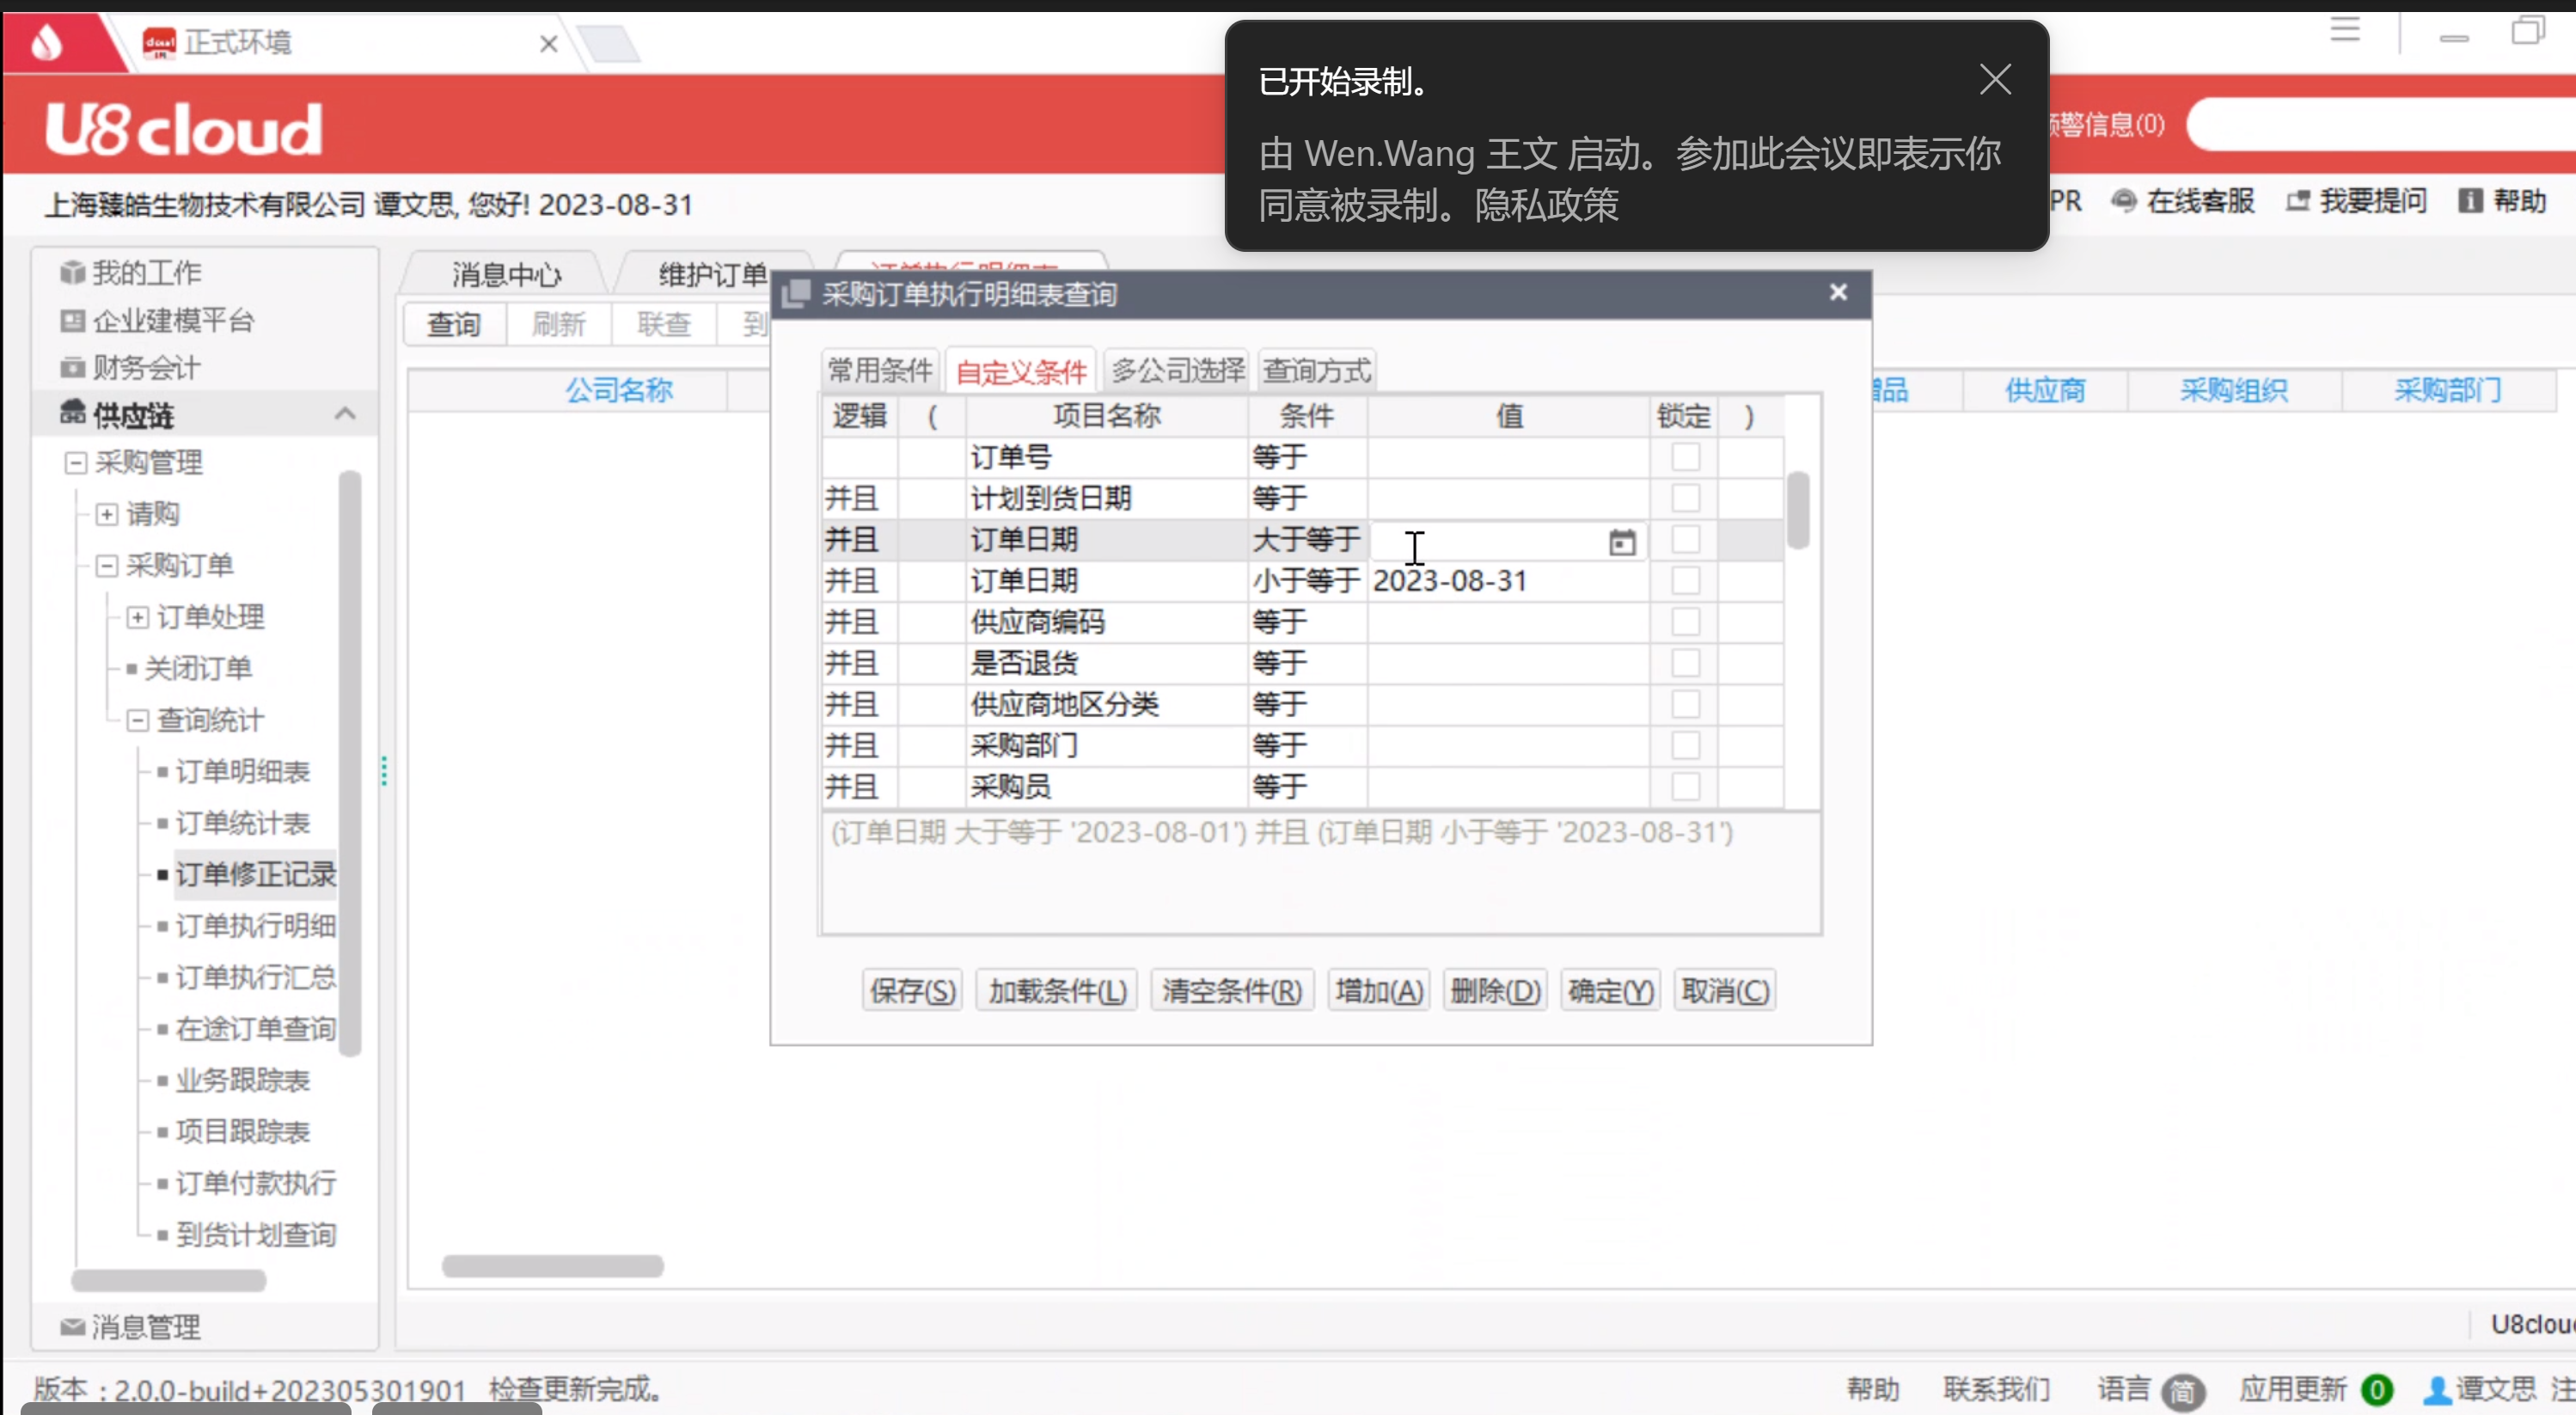 正式环境
已开始录制。
由 Wen.Wang 王文 启动。参加此会议即表示你
同意被录制。隐私政策
U8cloud
警信息(0)
上海臻皓生物技术有限公司 谭文思, 您好! 2023-08-31
PR 在线客服 我要提问 帮助
我的工作
企业建模平台
财务会计
供应链
采购管理
请购
采购订单
订单处理
关闭订单
查询统计
订单明细表
订单统计表
订单修正记录
订单执行明细
订单执行汇总
在途订单查询
业务跟踪表
项目跟踪表
订单付款执行
到货计划查询
消息管理
消息中心 维护订单
查询 刷新 联查 到
公司名称 品 供应商 采购组织 采购部门
采购订单执行明细表查询
常用条件 自定义条件 多公司选择 查询方式
逻辑 ( 项目名称 条件 值 锁定 )
订单号 等于
并且 计划到货日期 等于
并且 订单日期 大于等于
并且 订单日期 小于等于 2023-08-31
并且 供应商编码 等于
并且 是否退货 等于
并且 供应商地区分类 等于
并且 采购部门 等于
并且 采购员 等于
(订单日期 大于等于 '2023-08-01') 并且 (订单日期 小于等于 '2023-08-31')
保存(S) 加载条件(L) 清空条件(R) 增加(A) 删除(D) 确定(Y) 取消(C)
U8clou
版本 : 2.0.0-build+202305301901 检查更新完成。
帮助 联系我们 语言 简 应用更新 0 谭文思 注